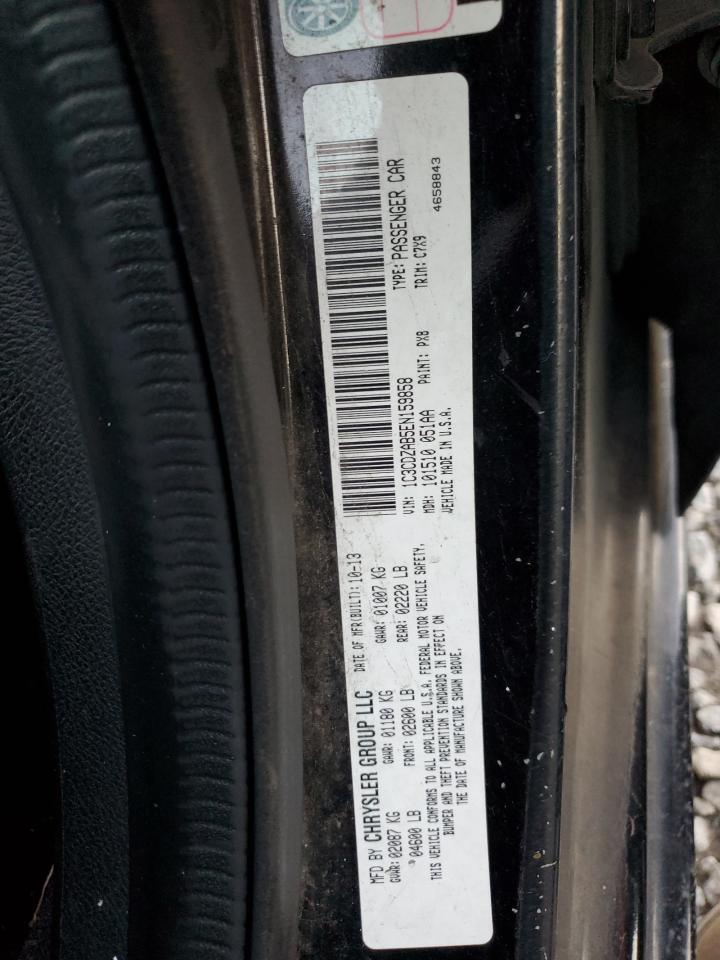 MFD BY CHRYSLER GROUP LLC DATE OF MFR(BUILT): 10-13
GVWR: 02087 KG GAWR: 01180 KG GAWR: 01007 KG
04600 LB FRONT: 02600 LB REAR: 02220 LB
THIS VEHICLE CONFORMS TO ALL APPLICABLE U.S.A. FEDERAL MOTOR VEHICLE SAFETY,
BUMPER AND THEFT PREVENTION STANDARDS IN EFFECT ON
THE DATE OF MANUFACTURE SHOWN ABOVE.
VIN: 1C3CDZAB5EN159858 TYPE: PASSENGER CAR
MDH: 101510 051AA PAINT: PX8 TRIM: C7X9
VEHICLE MADE IN U.S.A.
4658843